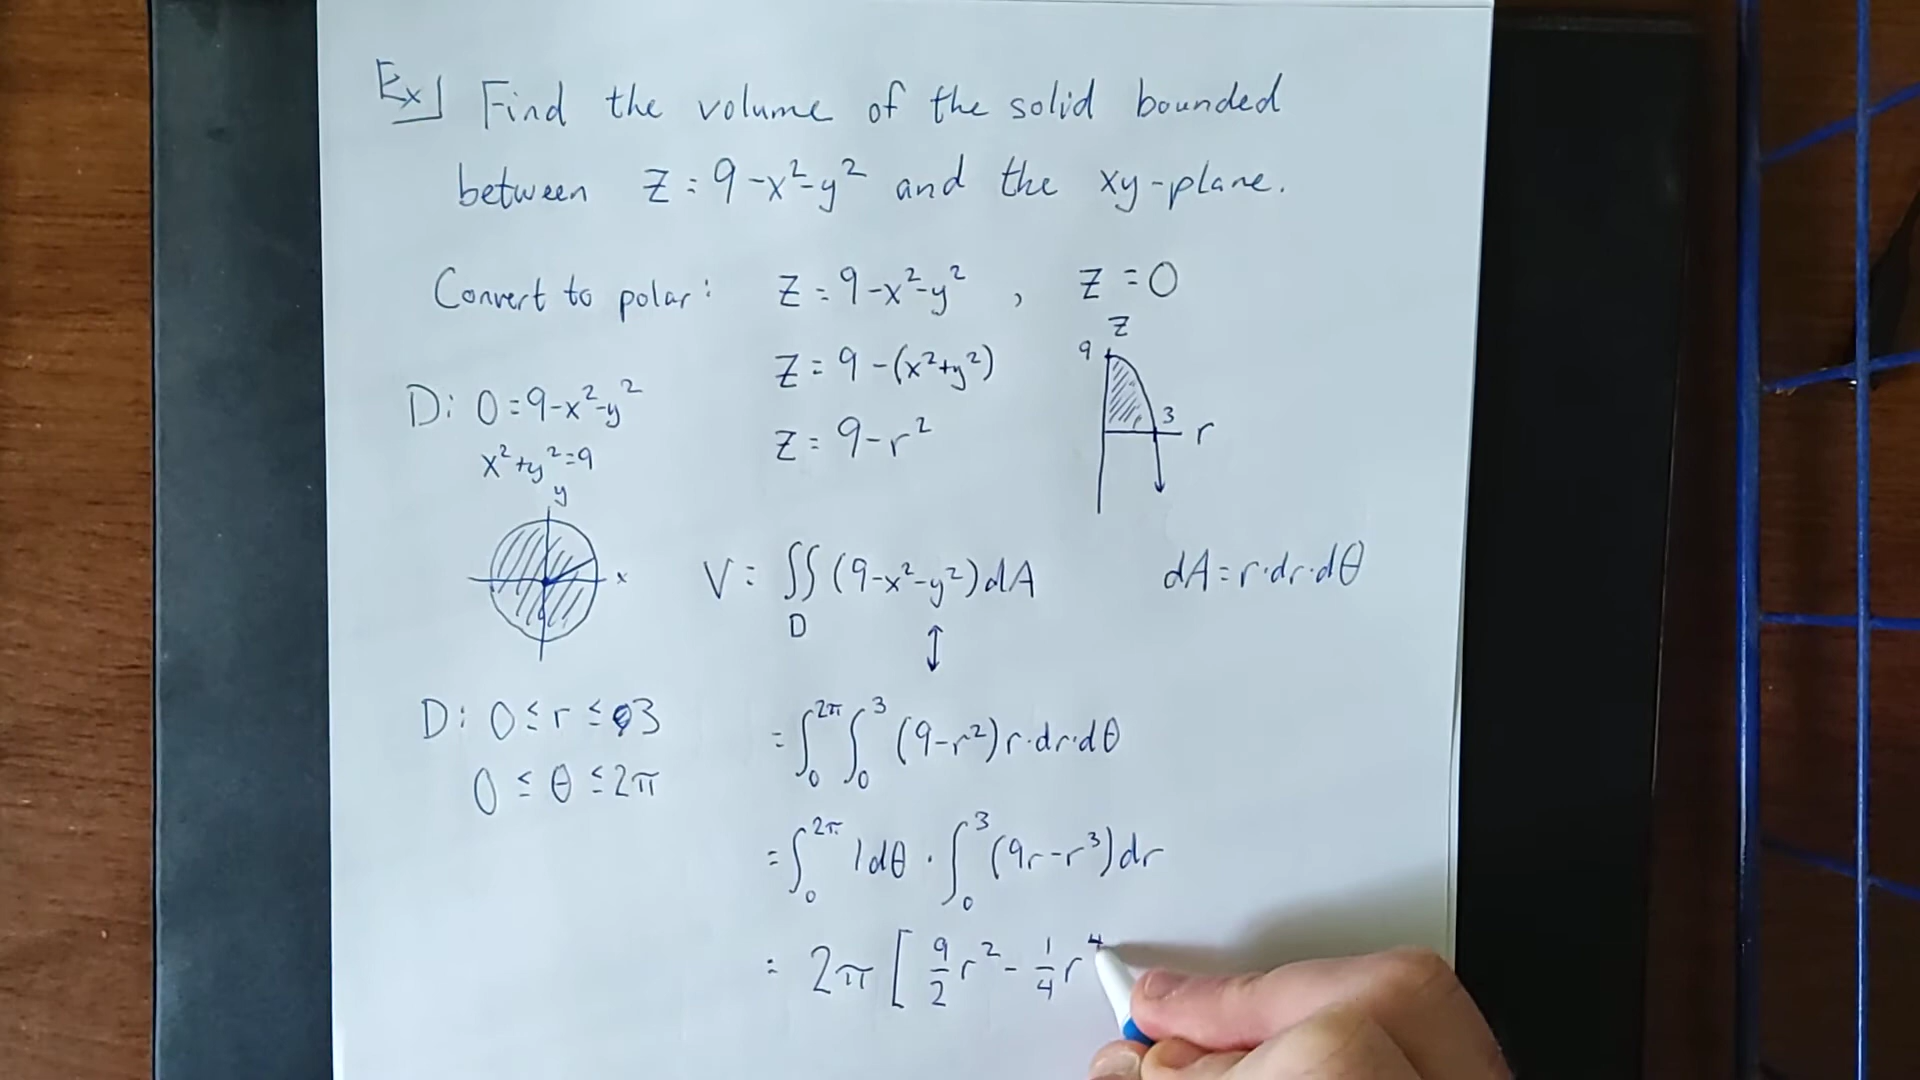 Ex] Find the volume of the solid bounded
between z = 9-x²-y² and the xy-plane.
Convert to polar: z = 9-x²-y² , z = 0
z
9
z = 9-(x²+y²)
D: 0=9-x²-y²
3
r
z = 9-r²
x²+y²=9
y
x
V = ∬(9-x²-y²)dA dA = r·dr·dθ
D
↕
D: 0 ≤ r ≤ 3
= ∫₀^2π ∫₀^3 (9-r²)r·dr·dθ
0 ≤ θ ≤ 2π
= ∫₀^2π 1dθ · ∫₀^3 (9r-r³)dr
= 2π [ 9/2 r² - 1/4 r⁴